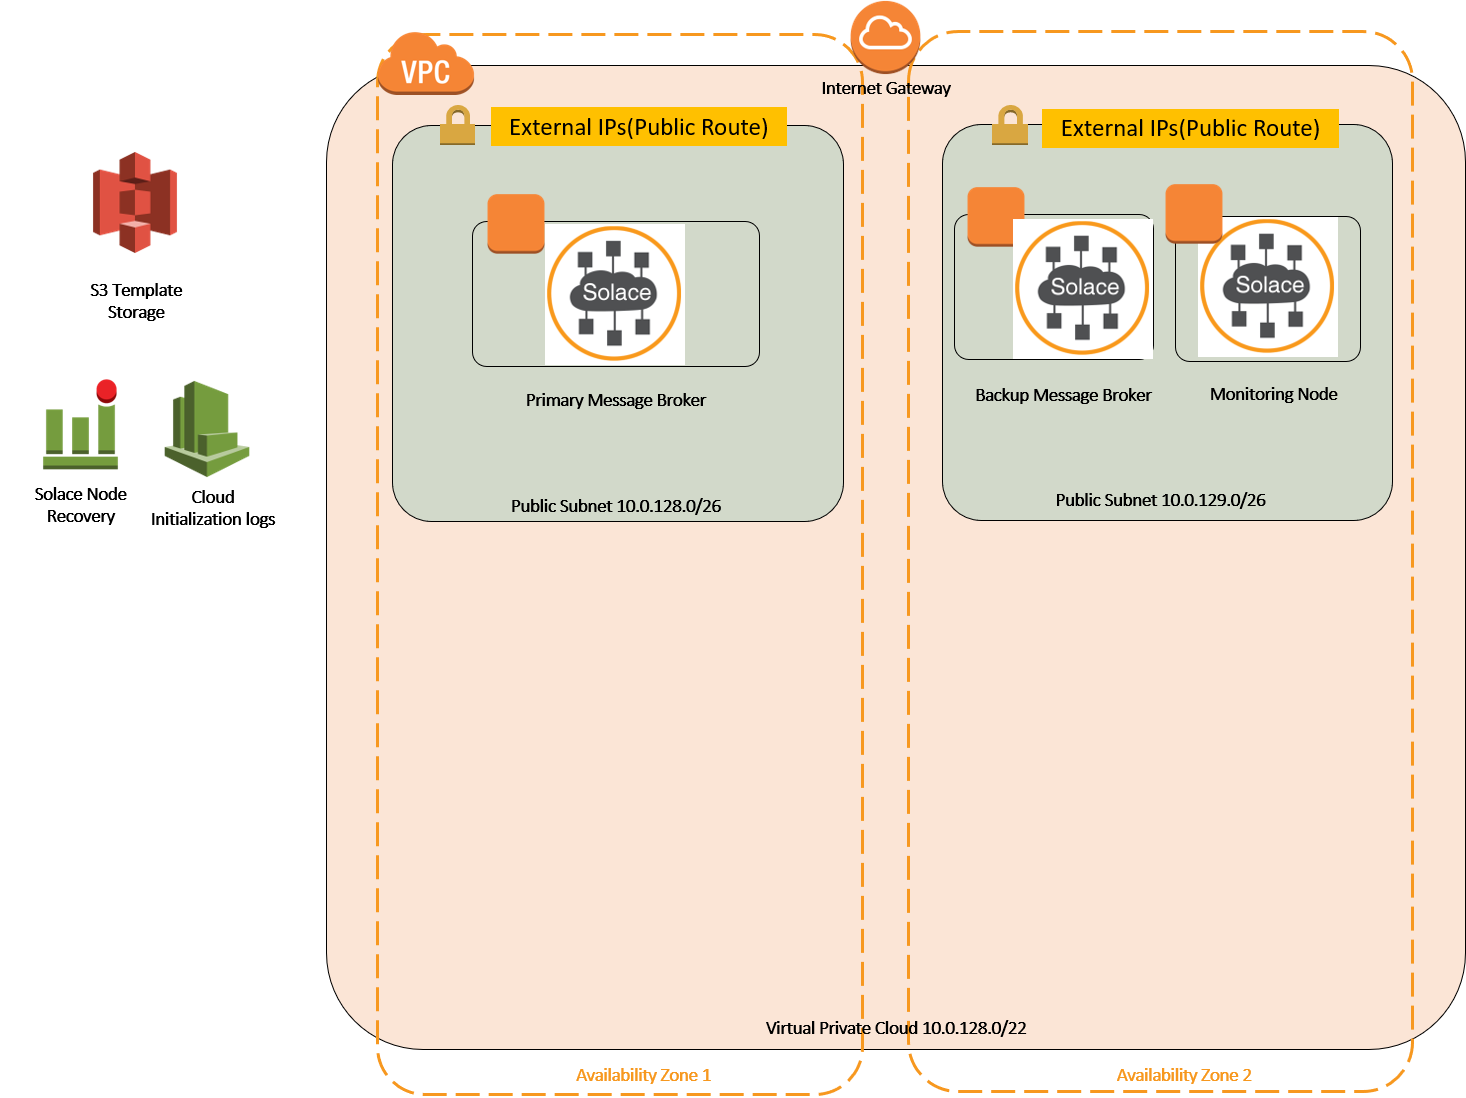 VPC
Internet Gateway
External IPs(Public Route)
External IPs(Public Route)
Solace
Solace
Solace
S3 Template
Storage
Primary Message Broker
Backup Message Broker
Monitoring Node
Solace Node
Recovery
Cloud
Initialization logs
Public Subnet 10.0.128.0/26
Public Subnet 10.0.129.0/26
Virtual Private Cloud 10.0.128.0/22
Availability Zone 1
Availability Zone 2